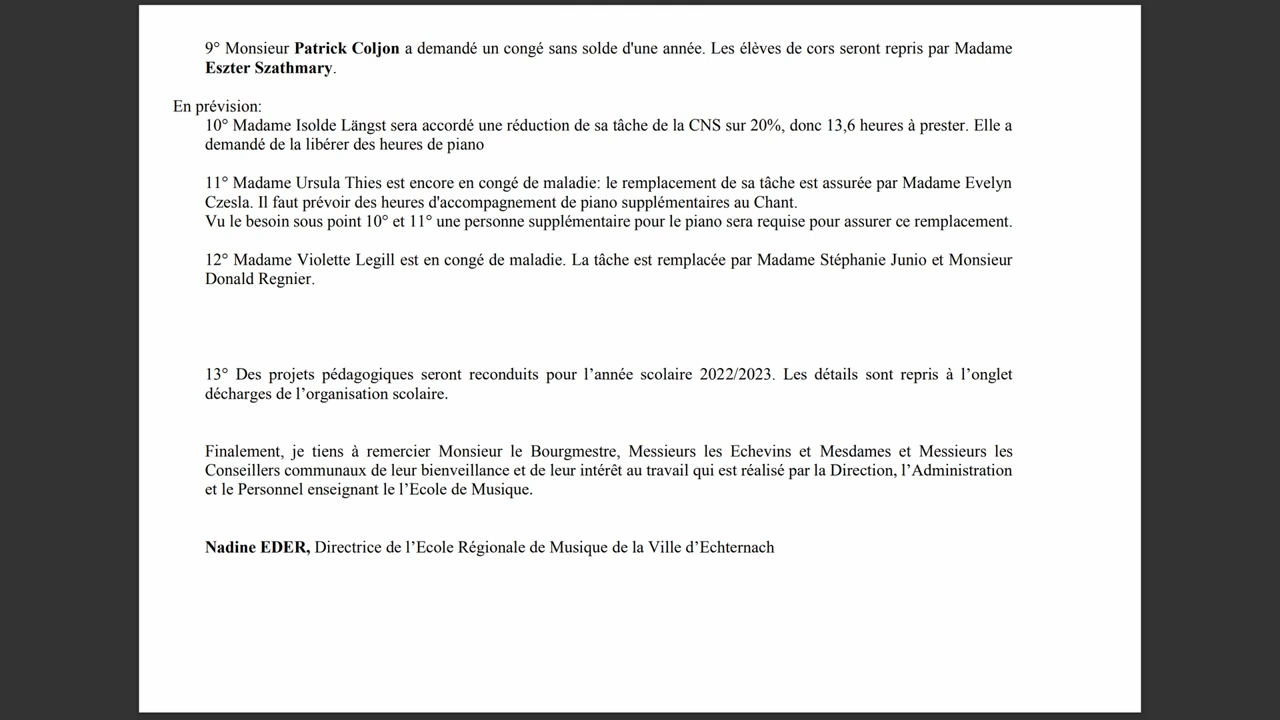 9° Monsieur Patrick Coljon a demandé un congé sans solde d'une année. Les élèves de cors seront repris par Madame
Eszter Szathmary.
En prévision:
10° Madame Isolde Längst sera accordé une réduction de sa tâche de la CNS sur 20%, donc 13,6 heures à prester. Elle a
demandé de la libérer des heures de piano
11° Madame Ursula Thies est encore en congé de maladie: le remplacement de sa tâche est assurée par Madame Evelyn
Czesla. Il faut prévoir des heures d'accompagnement de piano supplémentaires au Chant.
Vu le besoin sous point 10° et 11° une personne supplémentaire pour le piano sera requise pour assurer ce remplacement.
12° Madame Violette Legill est en congé de maladie. La tâche est remplacée par Madame Stéphanie Junio et Monsieur
Donald Regnier.
13° Des projets pédagogiques seront reconduits pour l’année scolaire 2022/2023. Les détails sont repris à l’onglet
décharges de l’organisation scolaire.
Finalement, je tiens à remercier Monsieur le Bourgmestre, Messieurs les Echevins et Mesdames et Messieurs les
Conseillers communaux de leur bienveillance et de leur intérêt au travail qui est réalisé par la Direction, l’Administration
et le Personnel enseignant le l’Ecole de Musique.
Nadine EDER, Directrice de l’Ecole Régionale de Musique de la Ville d’Echternach